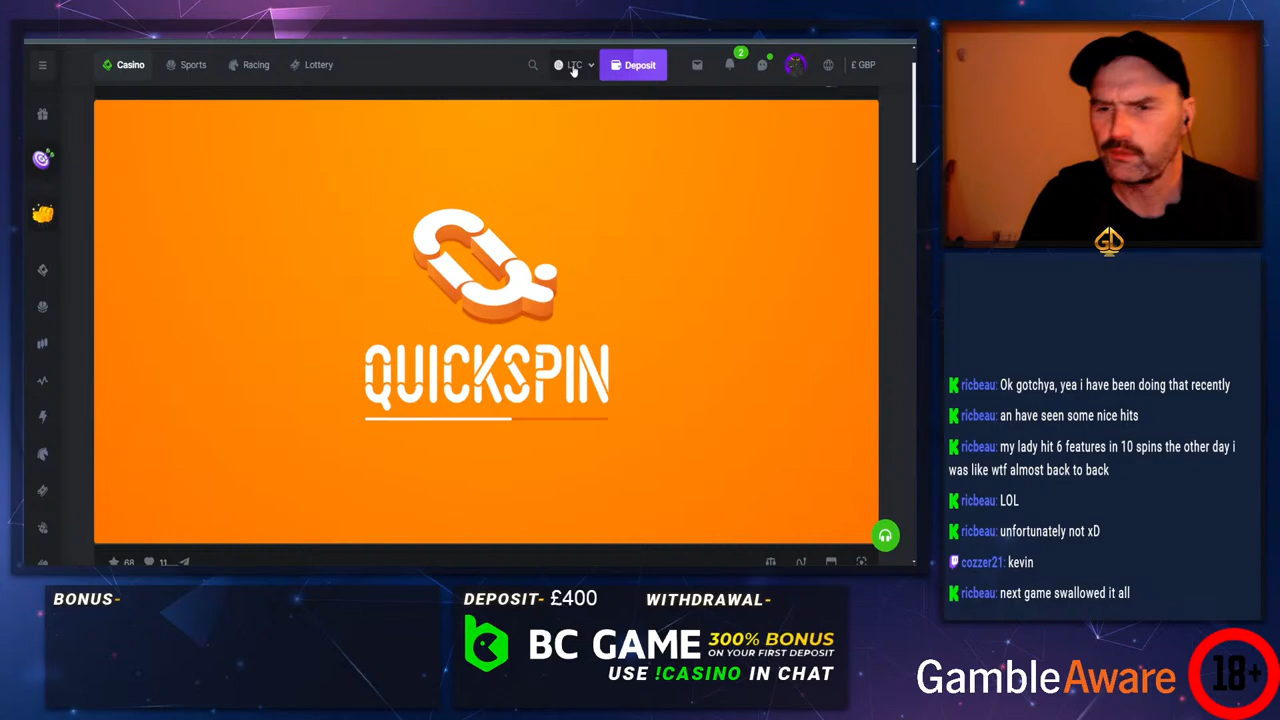 Casino
Sports
Racing
Lottery
LTC
Deposit
2
£ GBP
QUICKSPIN
68
11
GD
ricbeau: Ok gotchya, yea i have been doing that recently
ricbeau: an have seen some nice hits
ricbeau: my lady hit 6 features in 10 spins the other day i
was like wtf almost back to back
ricbeau: LOL
ricbeau: unfortunately not xD
cozzer21: kevin
ricbeau: next game swallowed it all
BONUS-
DEPOSIT- £400
WITHDRAWAL-
BC GAME
300% BONUS
ON YOUR FIRST DEPOSIT
USE !CASINO IN CHAT
GambleAware
18+